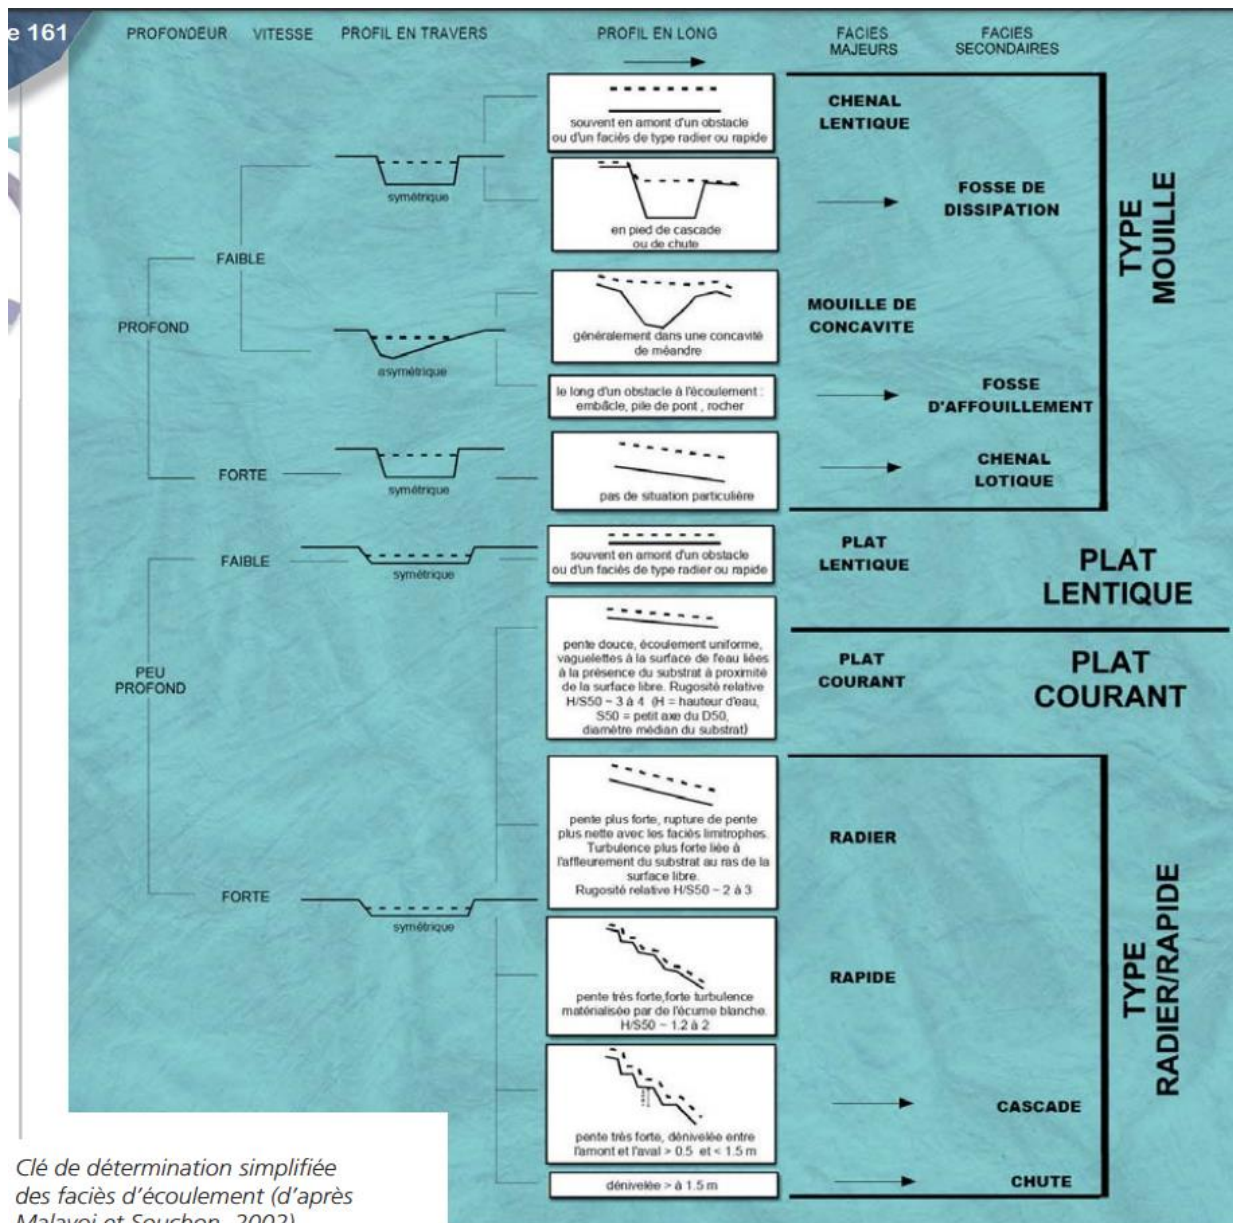 e 161
PROFONDEUR VITESSE PROFIL EN TRAVERS PROFIL EN LONG FACIES MAJEURS FACIES SECONDAIRES
souvent en amont d'un obstacle
ou d'un faciès de type radier ou rapide
CHENAL
LENTIQUE
symétrique
en pied de cascade
ou de chute
FOSSE DE
DISSIPATION
TYPE
MOUILLE
FAIBLE
PROFOND
asymétrique
généralement dans une concavité
de méandre
MOUILLE DE
CONCAVITE
le long d'un obstacle à l'écoulement :
embâcle, pile de pont , rocher
FOSSE
D'AFFOUILLEMENT
FORTE
symétrique
pas de situation particulière
CHENAL
LOTIQUE
FAIBLE
symétrique
souvent en amont d'un obstacle
ou d'un faciès de type radier ou rapide
PLAT
LENTIQUE
PLAT
LENTIQUE
PEU
PROFOND
pente douce, écoulement uniforme,
vaguelettes à la surface de l'eau liées
à la présence du substrat à proximité
de la surface libre. Rugosité relative
H/S50 ~ 3 à 4 (H = hauteur d'eau,
S50 = petit axe du D50,
diamètre médian du substrat)
PLAT
COURANT
PLAT
COURANT
pente plus forte, rupture de pente
plus nette avec les faciés limitrophes.
Turbulence plus forte liée à
l'affleurement du substrat au ras de la
surface libre.
Rugosité relative H/S50 ~ 2 à 3
RADIER
FORTE
symétrique
pente très forte,forte turbulence
matérialisée par de l'écume blanche.
H/S50 ~ 1.2 à 2
RAPIDE
TYPE
RADIER/RAPIDE
pente très forte, dénivelée entre
l'amont et l'aval > 0.5 et < 1.5 m
CASCADE
dénivelée > à 1.5 m
CHUTE
Clé de détermination simplifiée
des faciès d'écoulement (d'après
Malavoi et Souchon, 2002)